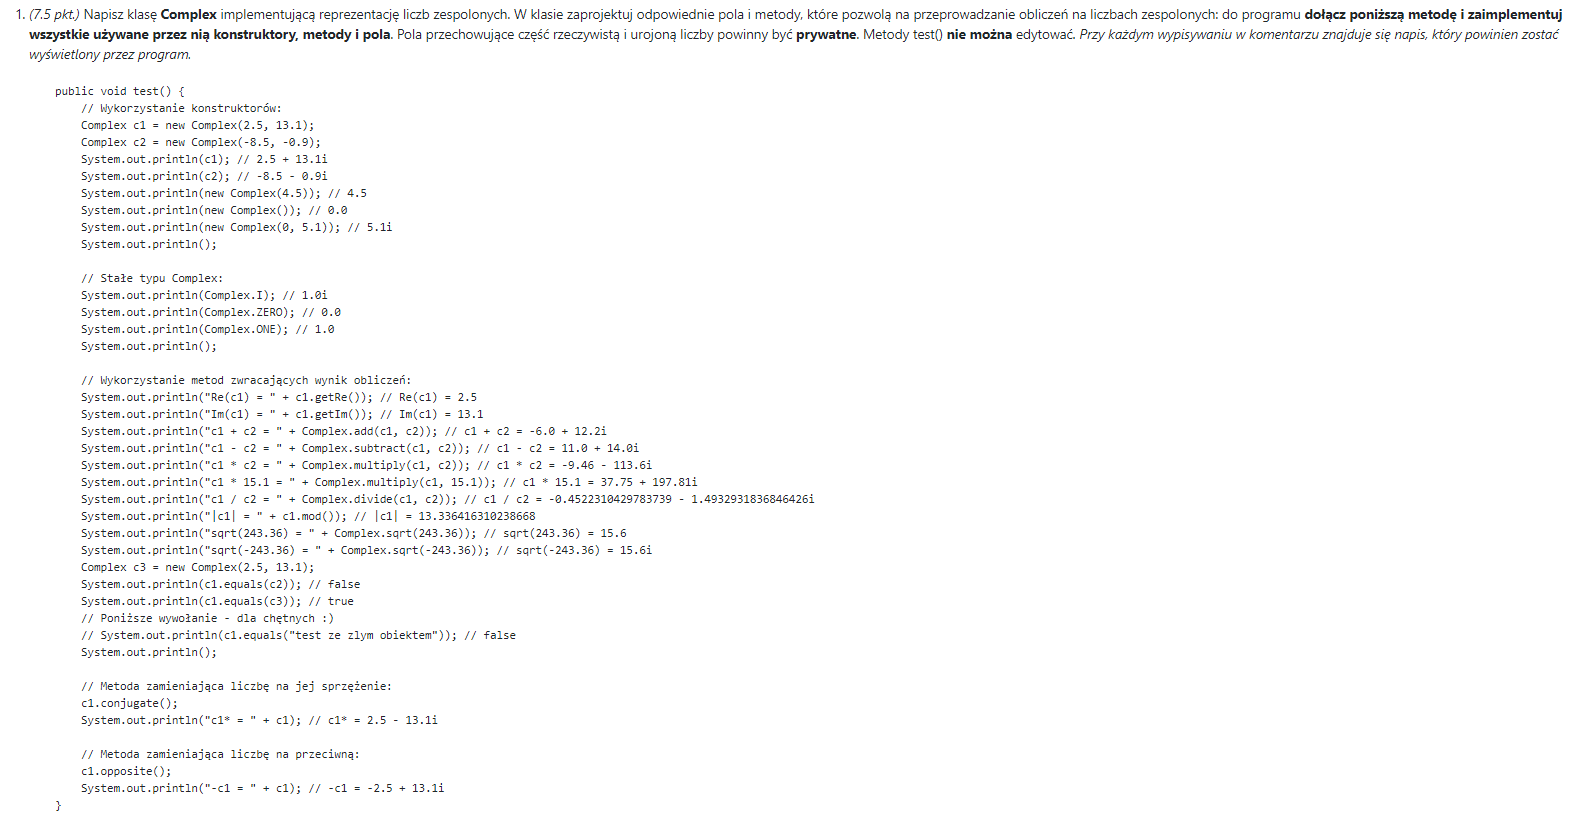 1. (7.5 pkt.) Napisz klasę Complex implementującą reprezentację liczb zespolonych. W klasie zaprojektuj odpowiednie pola i metody, które pozwolą na przeprowadzanie obliczeń na liczbach zespolonych: do programu dołącz poniższą metodę i zaimplementuj
wszystkie używane przez nią konstruktory, metody i pola. Pola przechowujące część rzeczywistą i urojoną liczby powinny być prywatne. Metody test() nie można edytować. Przy każdym wypisywaniu w komentarzu znajduje się napis, który powinien zostać
wyświetlony przez program.
public void test() {
// Wykorzystanie konstruktorów:
Complex c1 = new Complex(2.5, 13.1);
Complex c2 = new Complex(-8.5, -0.9);
System.out.println(c1); // 2.5 + 13.1i
System.out.println(c2); // -8.5 - 0.9i
System.out.println(new Complex(4.5)); // 4.5
System.out.println(new Complex()); // 0.0
System.out.println(new Complex(0, 5.1)); // 5.1i
System.out.println();
// Stałe typu Complex:
System.out.println(Complex.I); // 1.0i
System.out.println(Complex.ZERO); // 0.0
System.out.println(Complex.ONE); // 1.0
System.out.println();
// Wykorzystanie metod zwracających wynik obliczeń:
System.out.println("Re(c1) = " + c1.getRe()); // Re(c1) = 2.5
System.out.println("Im(c1) = " + c1.getIm()); // Im(c1) = 13.1
System.out.println("c1 + c2 = " + Complex.add(c1, c2)); // c1 + c2 = -6.0 + 12.2i
System.out.println("c1 - c2 = " + Complex.subtract(c1, c2)); // c1 - c2 = 11.0 + 14.0i
System.out.println("c1 * c2 = " + Complex.multiply(c1, c2)); // c1 * c2 = -9.46 - 113.6i
System.out.println("c1 * 15.1 = " + Complex.multiply(c1, 15.1)); // c1 * 15.1 = 37.75 + 197.81i
System.out.println("c1 / c2 = " + Complex.divide(c1, c2)); // c1 / c2 = -0.4522310429783739 - 1.4932931836846426i
System.out.println("|c1| = " + c1.mod()); // |c1| = 13.336416310238668
System.out.println("sqrt(243.36) = " + Complex.sqrt(243.36)); // sqrt(243.36) = 15.6
System.out.println("sqrt(-243.36) = " + Complex.sqrt(-243.36)); // sqrt(-243.36) = 15.6i
Complex c3 = new Complex(2.5, 13.1);
System.out.println(c1.equals(c2)); // false
System.out.println(c1.equals(c3)); // true
// Poniższe wywołanie - dla chętnych :)
// System.out.println(c1.equals("test ze zlym obiektem")); // false
System.out.println();
// Metoda zamieniająca liczbę na jej sprzężenie:
c1.conjugate();
System.out.println("c1* = " + c1); // c1* = 2.5 - 13.1i
// Metoda zamieniająca liczbę na przeciwną:
c1.opposite();
System.out.println("-c1 = " + c1); // -c1 = -2.5 + 13.1i
}